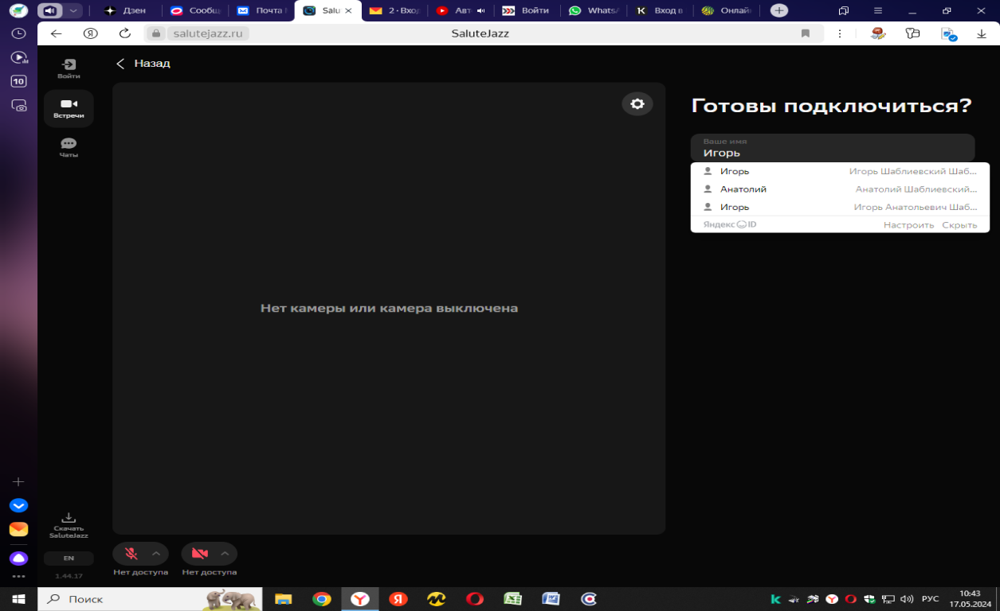 Дзен
Сообщ
Почта
Salu
2 · Вход
Авт
Войти
WhatsA
Вход в
Онлай
salutejazz.ru
SaluteJazz
10
Войти
Назад
Встречи
Чаты
Готовы подключиться?
Ваше имя
Игорь
Игорь Игорь Шаблиевский Шаб...
Анатолий Анатолий Шаблиевский...
Игорь Игорь Анатольевич Шаб...
Яндекс ID Настроить Скрыть
Нет камеры или камера выключена
Скачать
SaluteJazz
EN
1.44.17
Нет доступа Нет доступа
Поиск
РУС
10:43
17.05.2024